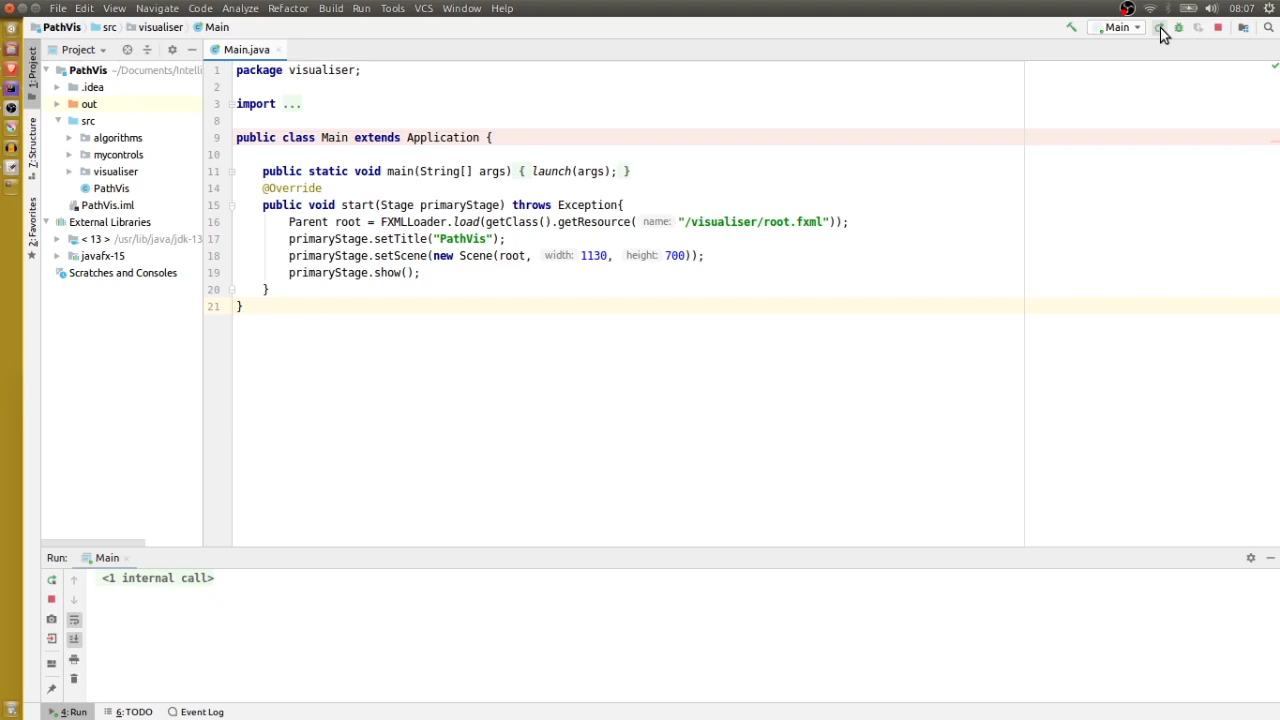 File Edit View Navigate Code Analyze Refactor Build Run Tools VCS Window Help 08:07
PathVis src visualiser Main Main
Project Main.java
1: Project
7: Structure
2: Favorites
PathVis ~/Documents/Intelli
.idea
out
src
algorithms
mycontrols
visualiser
PathVis
PathVis.iml
External Libraries
< 13 > /usr/lib/java/jdk-13
javafx-15
Scratches and Consoles
1 package visualiser;
2
3 import ...
8
9 public class Main extends Application {
10
11 public static void main(String[] args) { launch(args); }
14 @Override
15 public void start(Stage primaryStage) throws Exception{
16 Parent root = FXMLLoader.load(getClass().getResource( name: "/visualiser/root.fxml"));
17 primaryStage.setTitle("PathVis");
18 primaryStage.setScene(new Scene(root, width: 1130, height: 700));
19 primaryStage.show();
20 }
21 }
Run: Main
<1 internal call>
4: Run 6: TODO Event Log